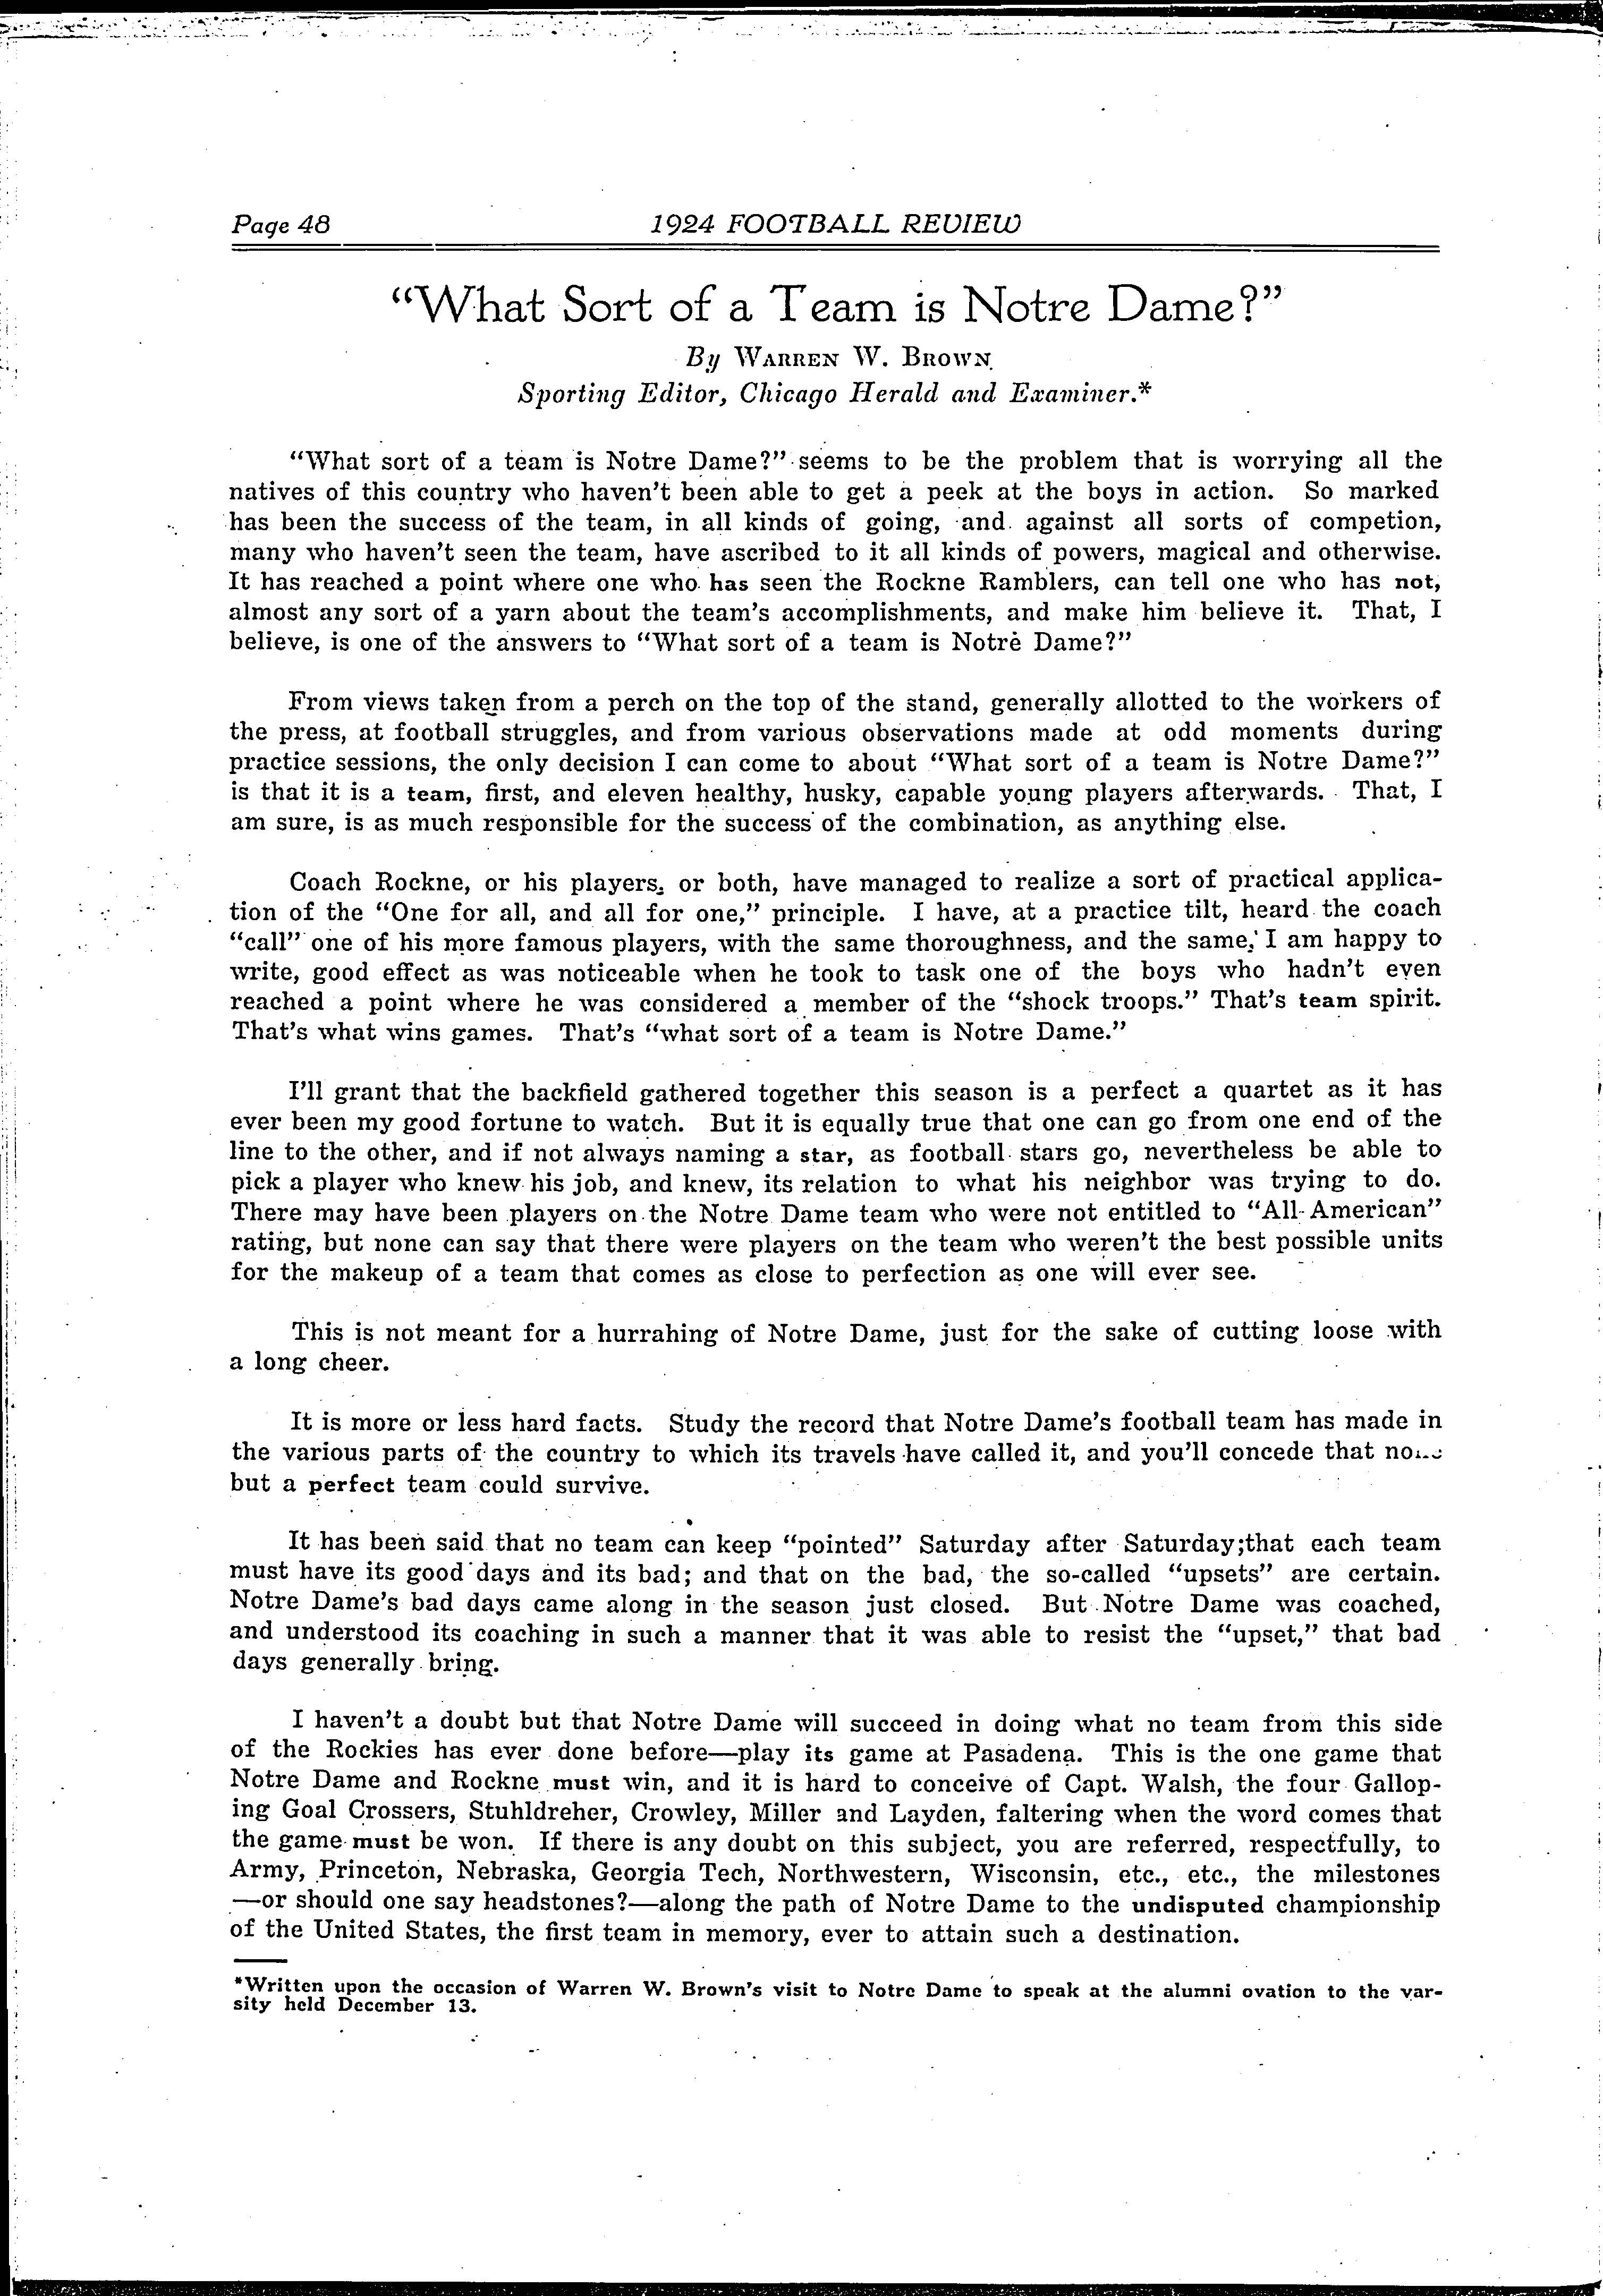 Page 48
1924 FOOTBALL REVIEW
“What Sort of a Team is Notre Dame?”
By WARREN W. BROWN.
Sporting Editor, Chicago Herald and Examiner.*
“What sort of a team is Notre Dame?” seems to be the problem that is worrying all the
natives of this country who haven’t been able to get a peek at the boys in action. So marked
has been the success of the team, in all kinds of going, and against all sorts of competion,
many who haven’t seen the team, have ascribed to it all kinds of powers, magical and otherwise.
It has reached a point where one who has seen the Rockne Ramblers, can tell one who has not,
almost any sort of a yarn about the team’s accomplishments, and make him believe it. That, I
believe, is one of the answers to “What sort of a team is Notre Dame?”
From views taken from a perch on the top of the stand, generally allotted to the workers of
the press, at football struggles, and from various observations made at odd moments during
practice sessions, the only decision I can come to about “What sort of a team is Notre Dame?”
is that it is a team, first, and eleven healthy, husky, capable young players afterwards. That, I
am sure, is as much responsible for the success of the combination, as anything else.
Coach Rockne, or his players, or both, have managed to realize a sort of practical applica-
tion of the “One for all, and all for one,” principle. I have, at a practice tilt, heard the coach
“call” one of his more famous players, with the same thoroughness, and the same, I am happy to
write, good effect as was noticeable when he took to task one of the boys who hadn’t even
reached a point where he was considered a member of the “shock troops.” That’s team spirit.
That’s what wins games. That’s “what sort of a team is Notre Dame.”
I’ll grant that the backfield gathered together this season is a perfect a quartet as it has
ever been my good fortune to watch. But it is equally true that one can go from one end of the
line to the other, and if not always naming a star, as football stars go, nevertheless be able to
pick a player who knew his job, and knew, its relation to what his neighbor was trying to do.
There may have been players on the Notre Dame team who were not entitled to “All-American”
rating, but none can say that there were players on the team who weren’t the best possible units
for the makeup of a team that comes as close to perfection as one will ever see.
This is not meant for a hurrahing of Notre Dame, just for the sake of cutting loose with
a long cheer.
It is more or less hard facts. Study the record that Notre Dame’s football team has made in
the various parts of the country to which its travels have called it, and you’ll concede that
but a perfect team could survive.
It has been said that no team can keep “pointed” Saturday after Saturday;that each team
must have its good days and its bad; and that on the bad, the so-called “upsets” are certain.
Notre Dame’s bad days came along in the season just closed. But Notre Dame was coached,
and understood its coaching in such a manner that it was able to resist the “upset,” that bad
days generally bring.
I haven’t a doubt but that Notre Dame will succeed in doing what no team from this side
of the Rockies has ever done before—play its game at Pasadena. This is the one game that
Notre Dame and Rockne must win, and it is hard to conceive of Capt. Walsh, the four Gallop-
ing Goal Crossers, Stuhldreher, Crowley, Miller and Layden, faltering when the word comes that
the game must be won. If there is any doubt on this subject, you are referred, respectfully, to
Army, Princeton, Nebraska, Georgia Tech, Northwestern, Wisconsin, etc., etc., the milestones
—or should one say headstones?—along the path of Notre Dame to the undisputed championship
of the United States, the first team in memory, ever to attain such a destination.
*Written upon the occasion of Warren W. Brown’s visit to Notre Dame to speak at the alumni ovation to the var-
sity held December 13.